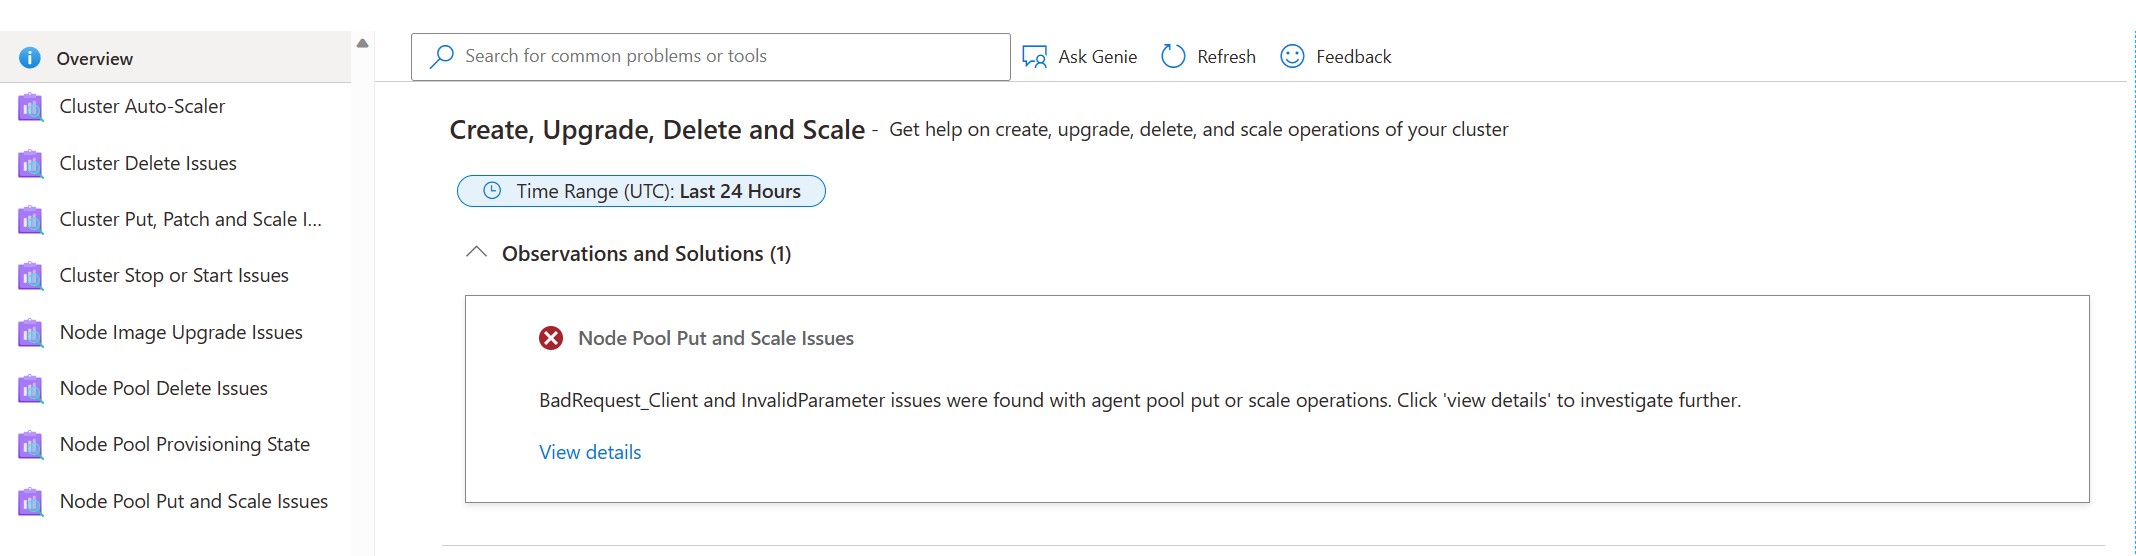 Overview
Cluster Auto-Scaler
Cluster Delete Issues
Cluster Put, Patch and Scale I...
Cluster Stop or Start Issues
Node Image Upgrade Issues
Node Pool Delete Issues
Node Pool Provisioning State
Node Pool Put and Scale Issues
Search for common problems or tools
Ask Genie
Refresh
Feedback
Create, Upgrade, Delete and Scale - Get help on create, upgrade, delete, and scale operations of your cluster
Time Range (UTC): Last 24 Hours
Observations and Solutions (1)
Node Pool Put and Scale Issues
BadRequest_Client and InvalidParameter issues were found with agent pool put or scale operations. Click 'view details' to investigate further.
View details